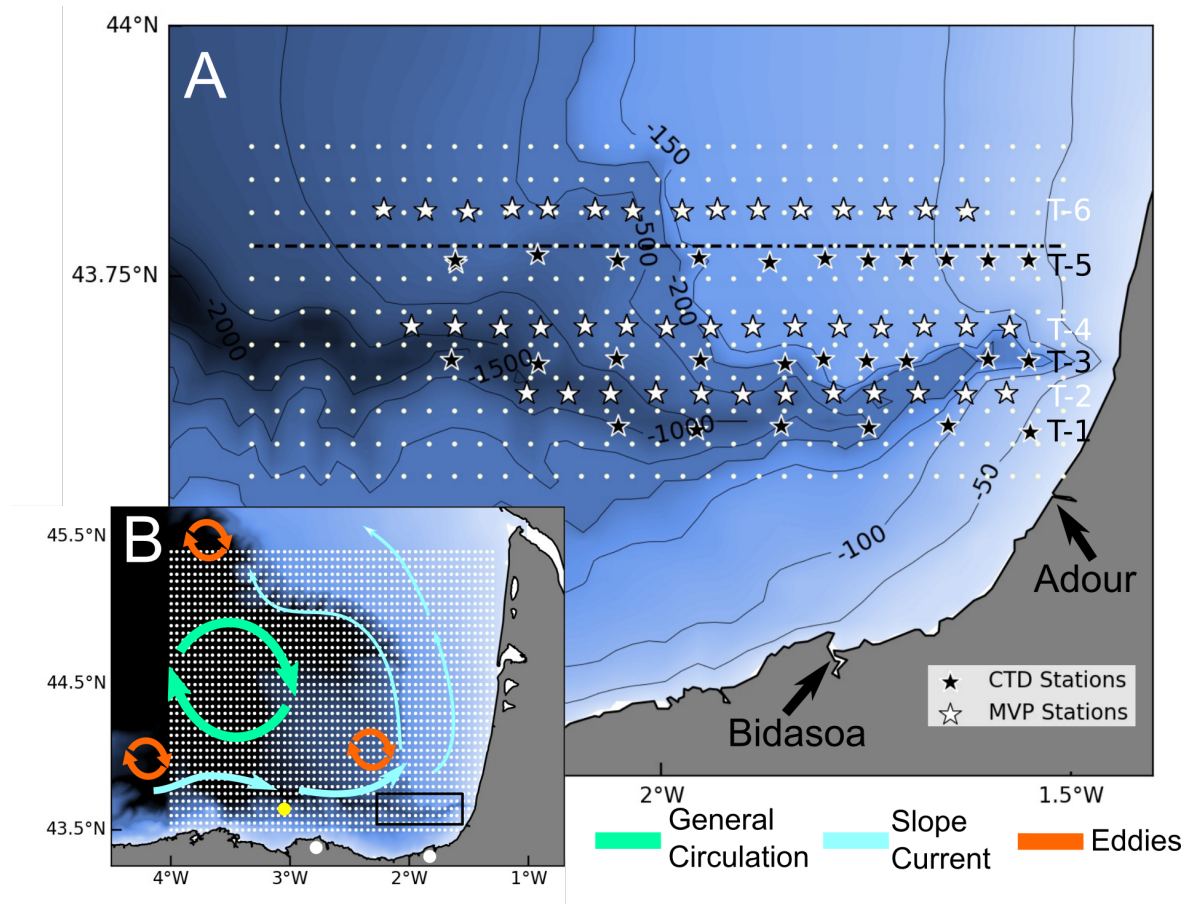 44°N
A
-150
T-6
-500
43.75°N
T-5
-200
-2000
T-4
-1500
T-3
T-2
-1000
T-1
-50
45.5°N
B
-100
Adour
CTD Stations
44.5°N
MVP Stations
Bidasoa
2°W
1.5°W
43.5°N
General
Circulation
Slope
Current
Eddies
4°W
3°W
2°W
1°W